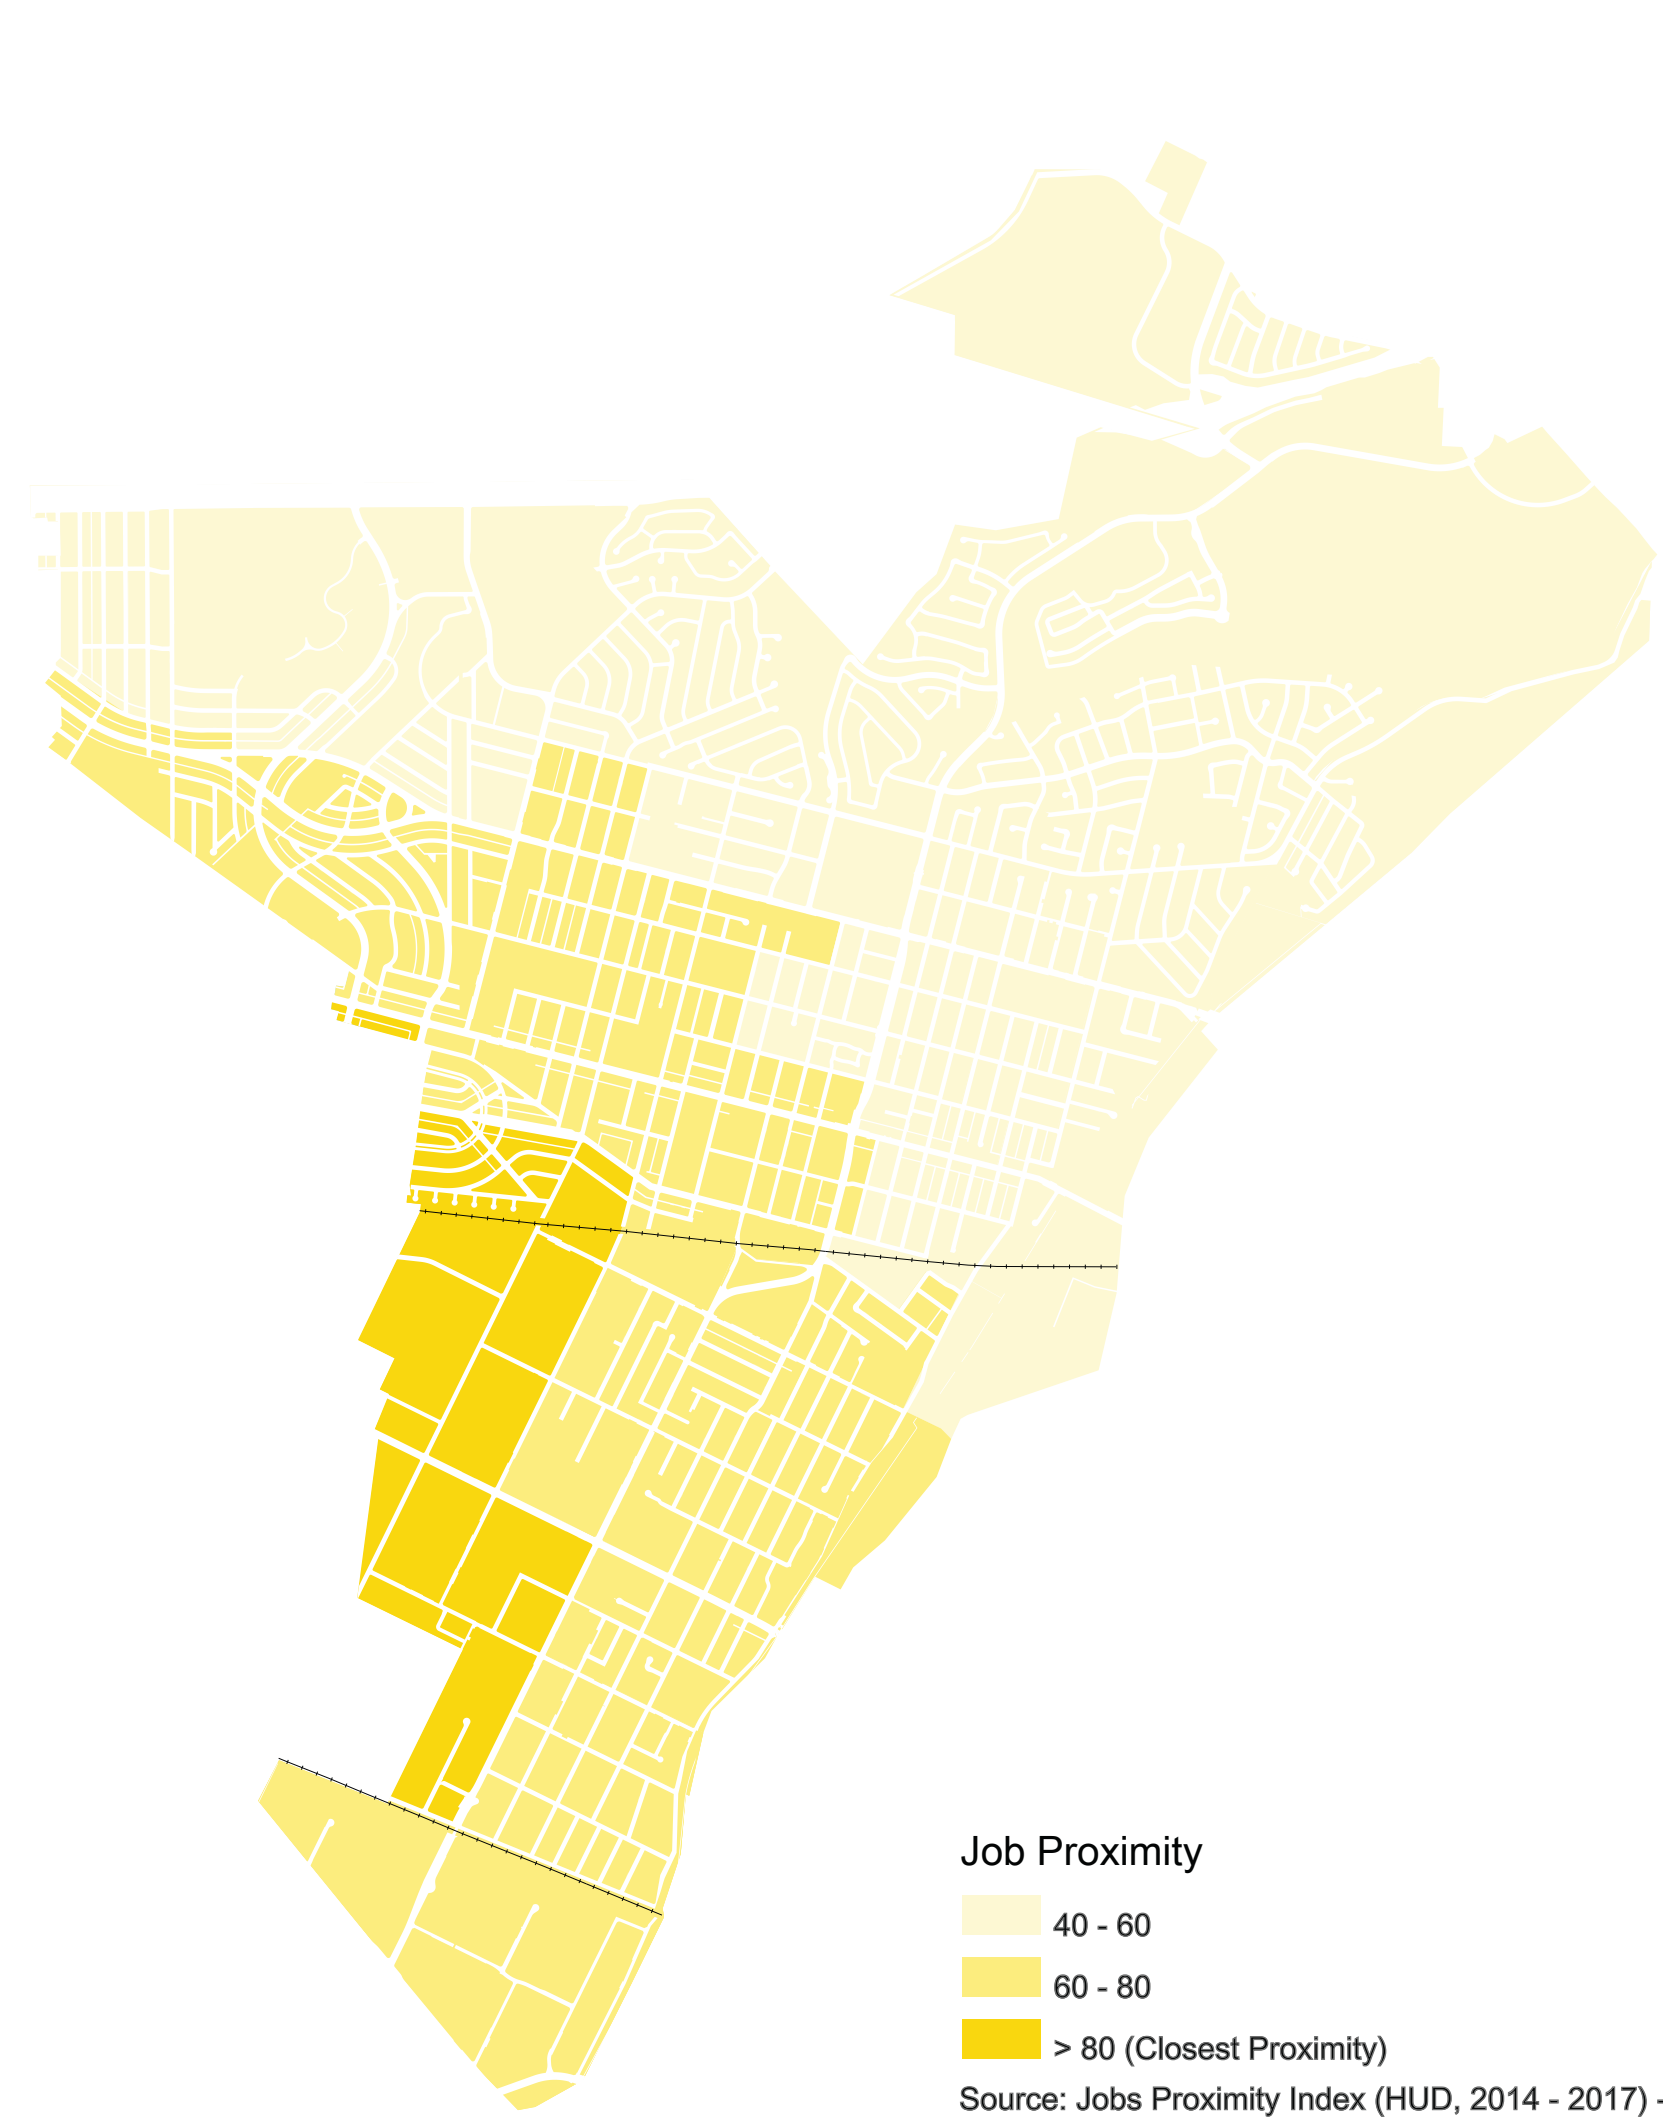 Job Proximity
40 - 60
60 - 80
> 80 (Closest Proximity)
Source: Jobs Proximity Index (HUD, 2014 - 2017) -